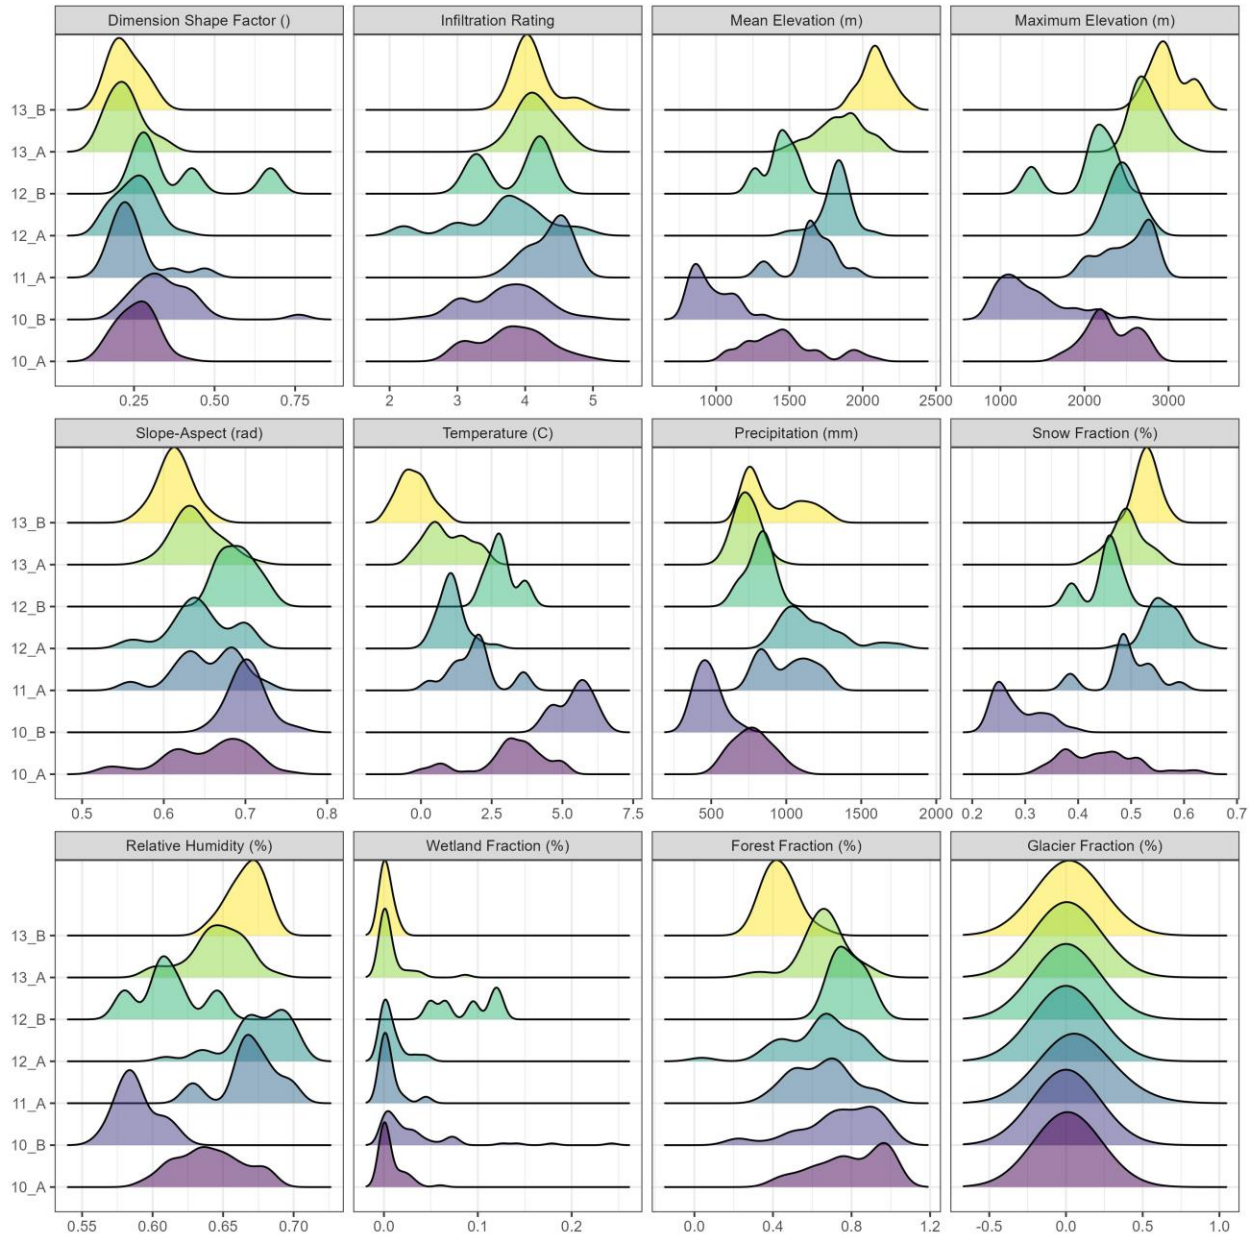 Dimension Shape Factor () Infiltration Rating Mean Elevation (m) Maximum Elevation (m)
13_B
13_A
12_B
12_A
11_A
10_B
10_A
0.25 0.50 0.75 2 3 4 5 1000 1500 2000 2500 1000 2000 3000
Slope-Aspect (rad) Temperature (C) Precipitation (mm) Snow Fraction (%)
13_B
13_A
12_B
12_A
11_A
10_B
10_A
0.5 0.6 0.7 0.8 0.0 2.5 5.0 7.5 500 1000 1500 2000 0.2 0.3 0.4 0.5 0.6 0.7
Relative Humidity (%) Wetland Fraction (%) Forest Fraction (%) Glacier Fraction (%)
13_B
13_A
12_B
12_A
11_A
10_B
10_A
0.55 0.60 0.65 0.70 0.0 0.1 0.2 0.0 0.4 0.8 1.2 -0.5 0.0 0.5 1.0